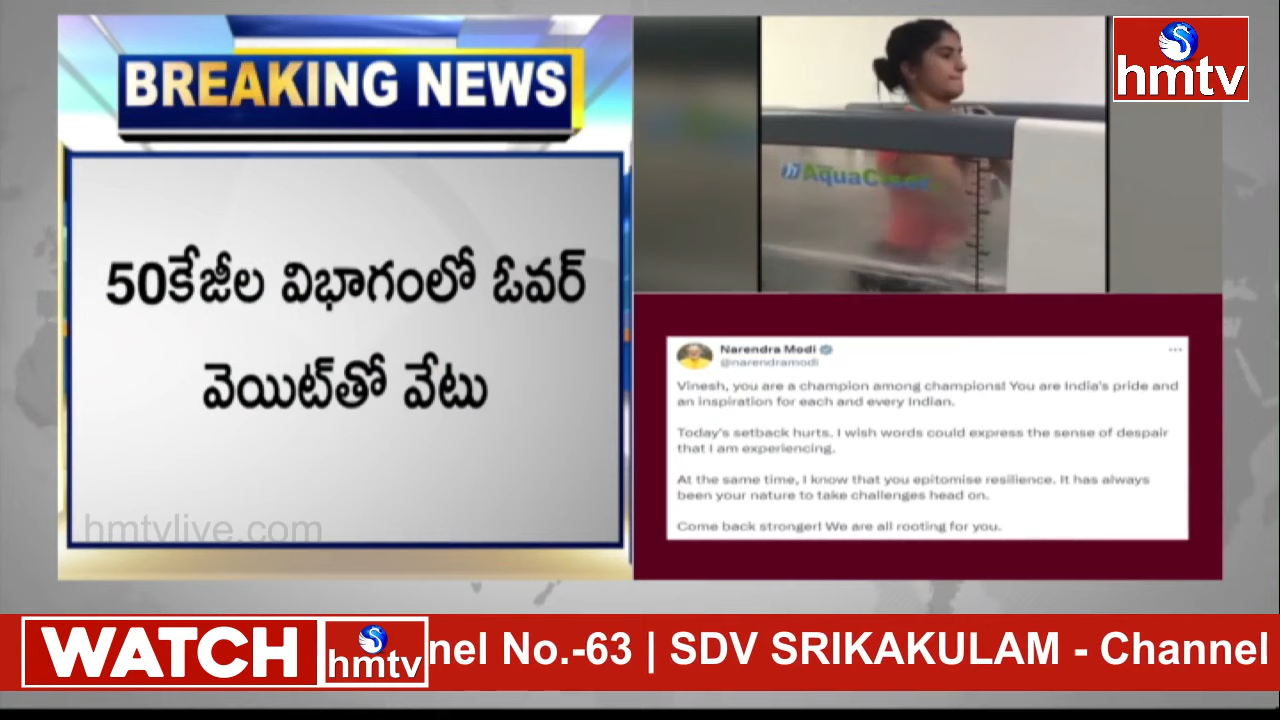 BREAKING NEWS
50కేజీల విభాగంలో ఓవర్
వెయిట్‌తో వేటు
hmtvlive.com
hmtv
AquaC
Narendra Modi
@narendramodi
Vinesh, you are a champion among champions! You are India's pride and
an inspiration for each and every Indian.
Today's setback hurts. I wish words could express the sense of despair
that I am experiencing.
At the same time, I know that you epitomise resilience. It has always
been your nature to take challenges head on.
Come back stronger! We are all rooting for you.
WATCH hmtv nel No.-63 | SDV SRIKAKULAM - Channel